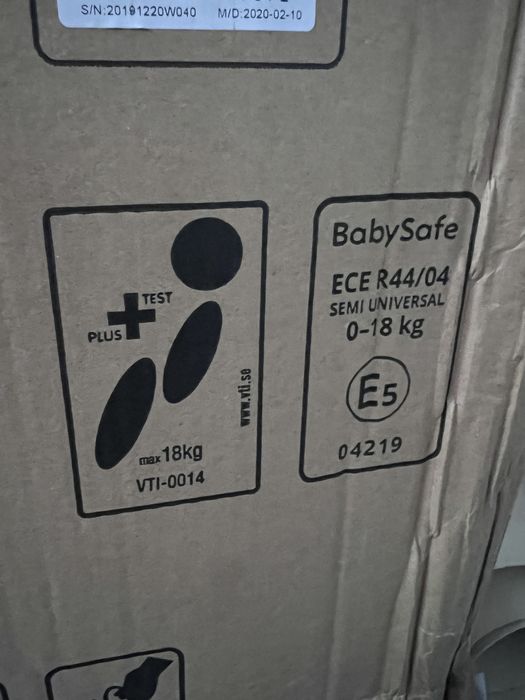 S/N:20191220W040 M/D:2020-02-10
TEST
PLUS
www.vti.se
max 18kg
VTI-0014
BabySafe
ECE R44/04
SEMI UNIVERSAL
0-18 kg
E5
04219